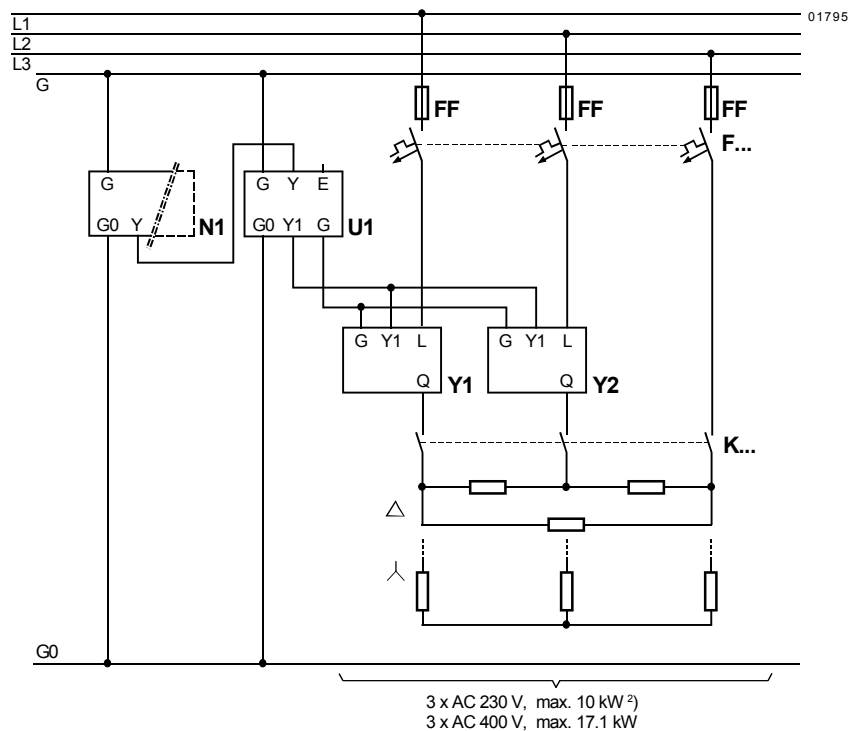 L1
01795
L2
L3
G
FF FF FF
F...
G G Y E
G0 Y N1 G0 Y1 G U1
G Y1 L G Y1 L
Q Y1 Q Y2
K...
G0
3 x AC 230 V, max. 10 kW ²)
3 x AC 400 V, max. 17.1 kW